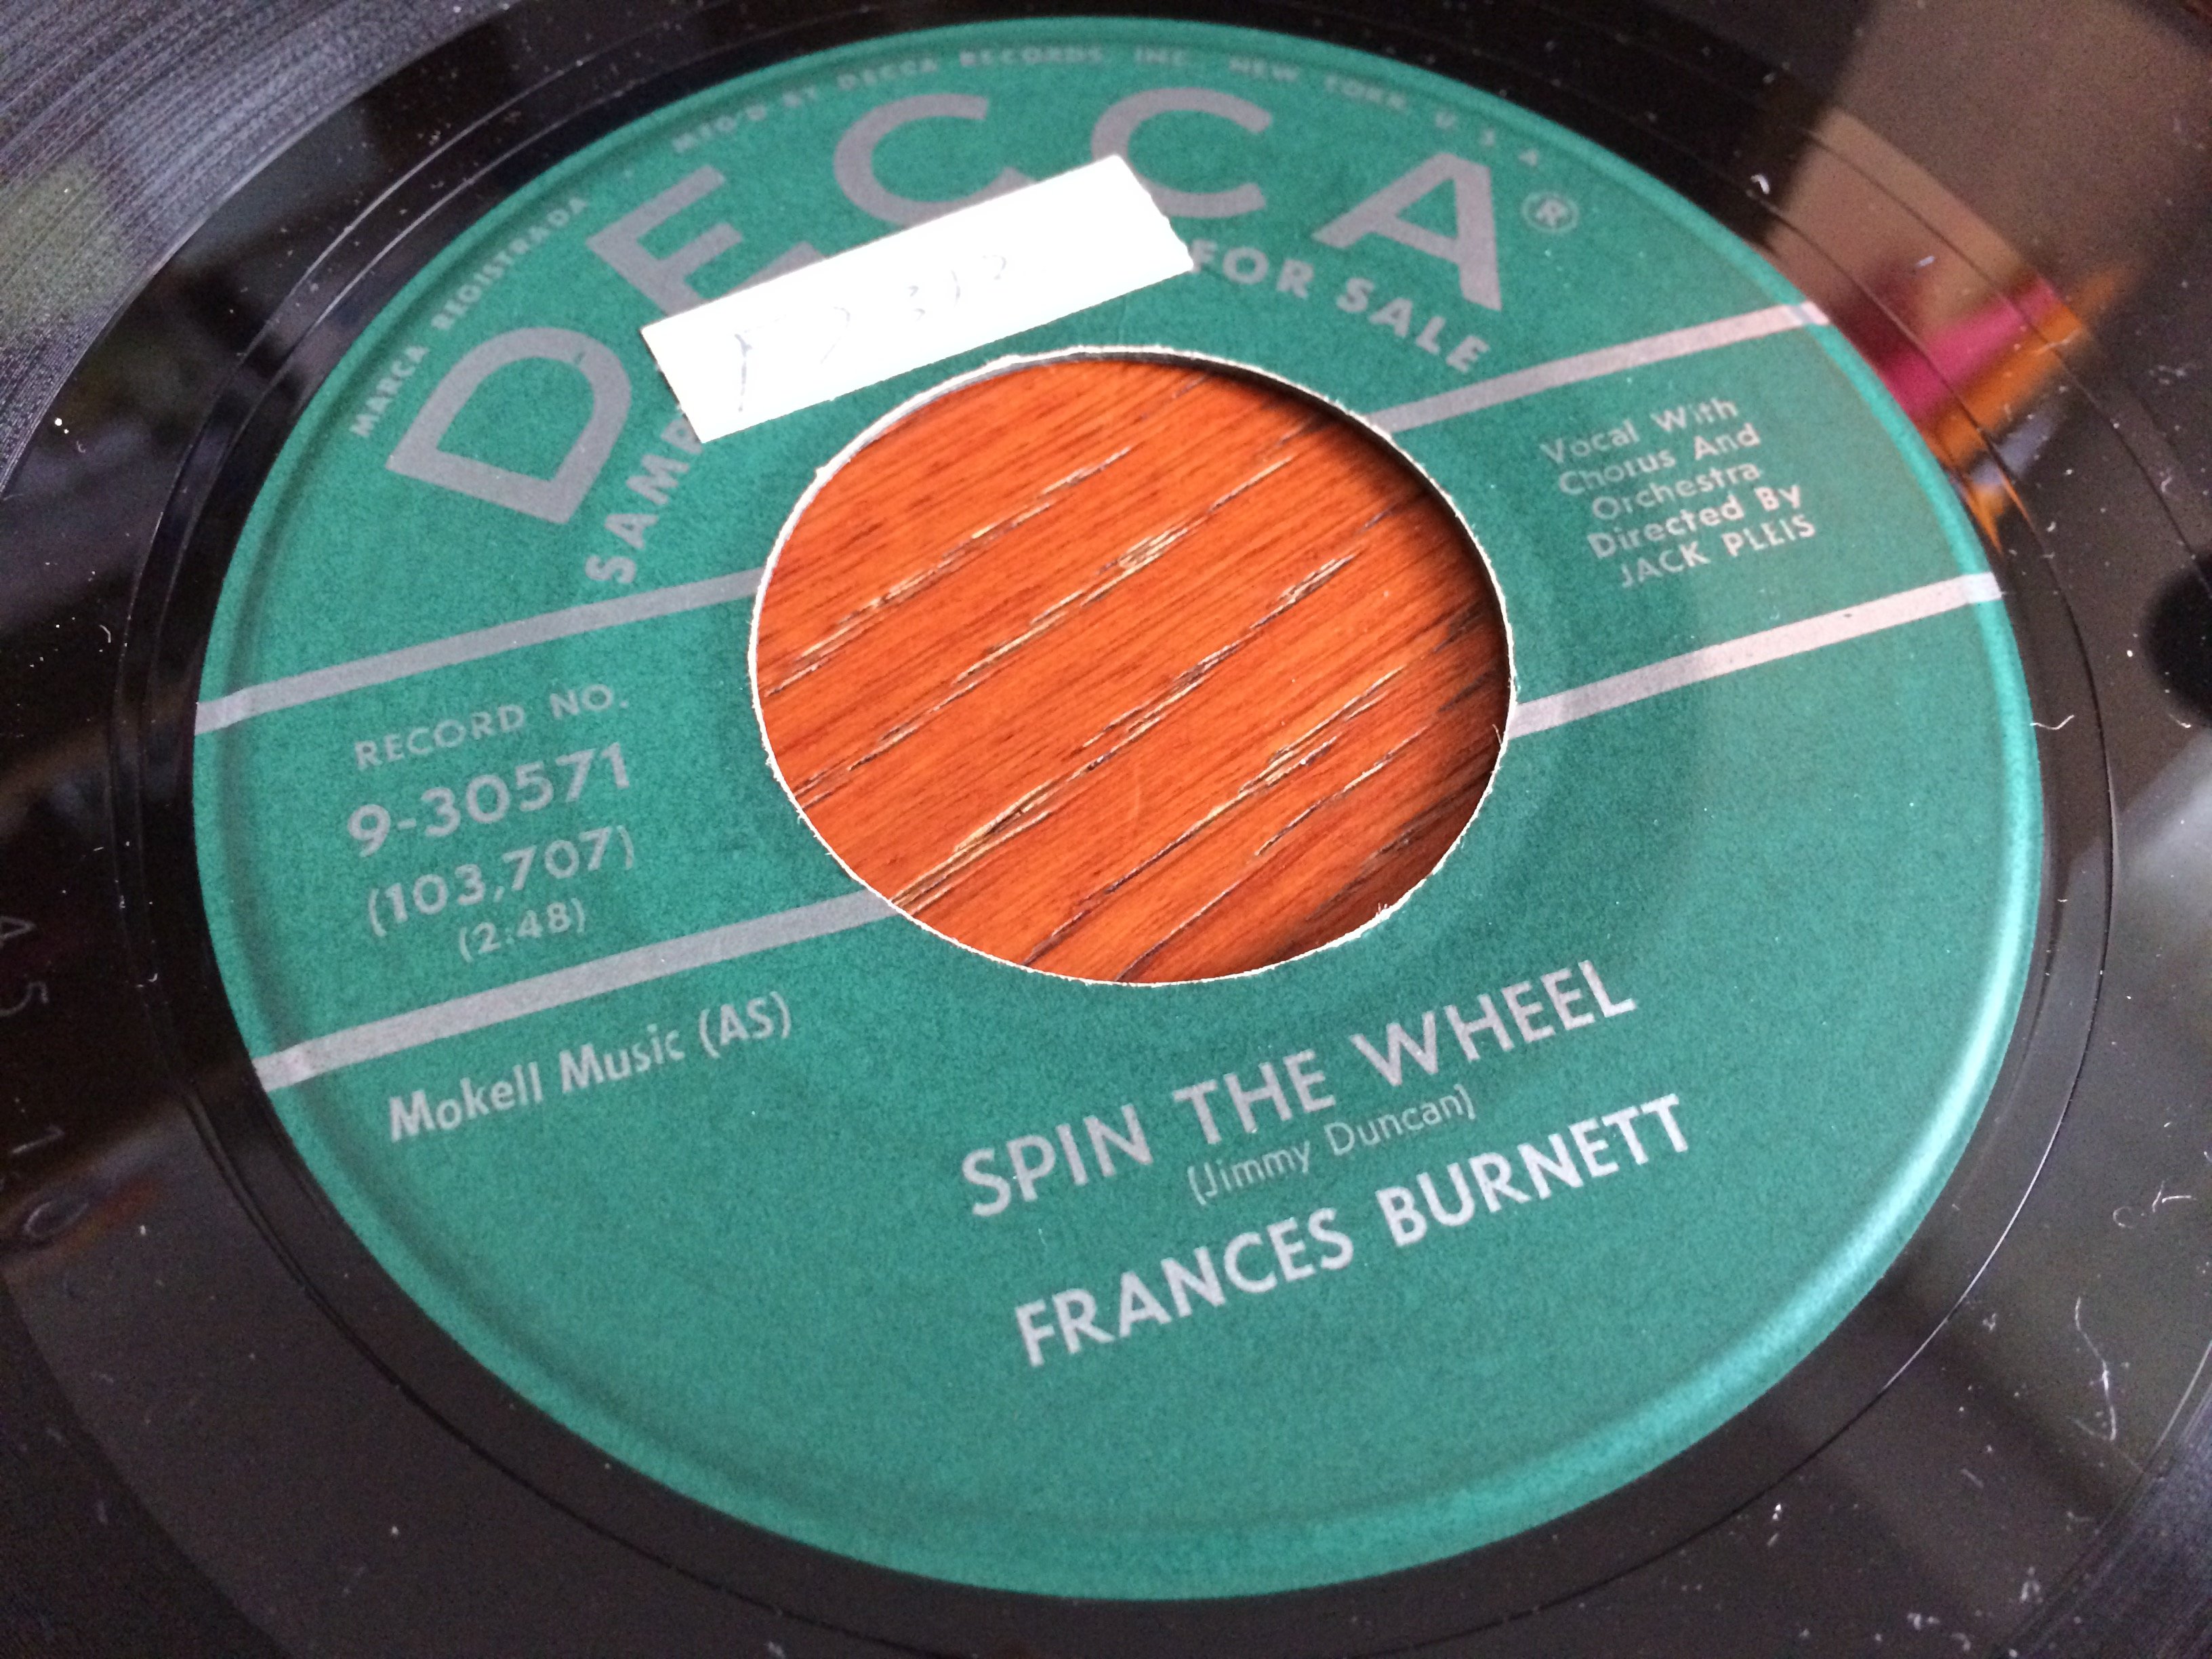 MARCA REGISTRADA
MFG'D BY DECCA RECORDS, INC. NEW YORK, U.S.A.
DECCA®
FOR SALE
Vocal With
Chorus And
Orchestra
Directed By
JACK PLEIS
RECORD NO.
9-30571
(103,707)
(2:48)
Mokell Music (AS)
SPIN THE WHEEL
(Jimmy Duncan)
FRANCES BURNETT